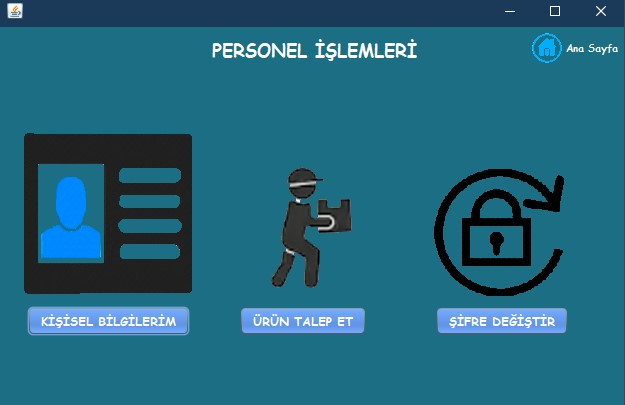 PERSONEL İŞLEMLERİ
Ana Sayfa
KİŞİSEL BİLGİLERİM
ÜRÜN TALEP ET
ŞİFRE DEĞİŞTİR